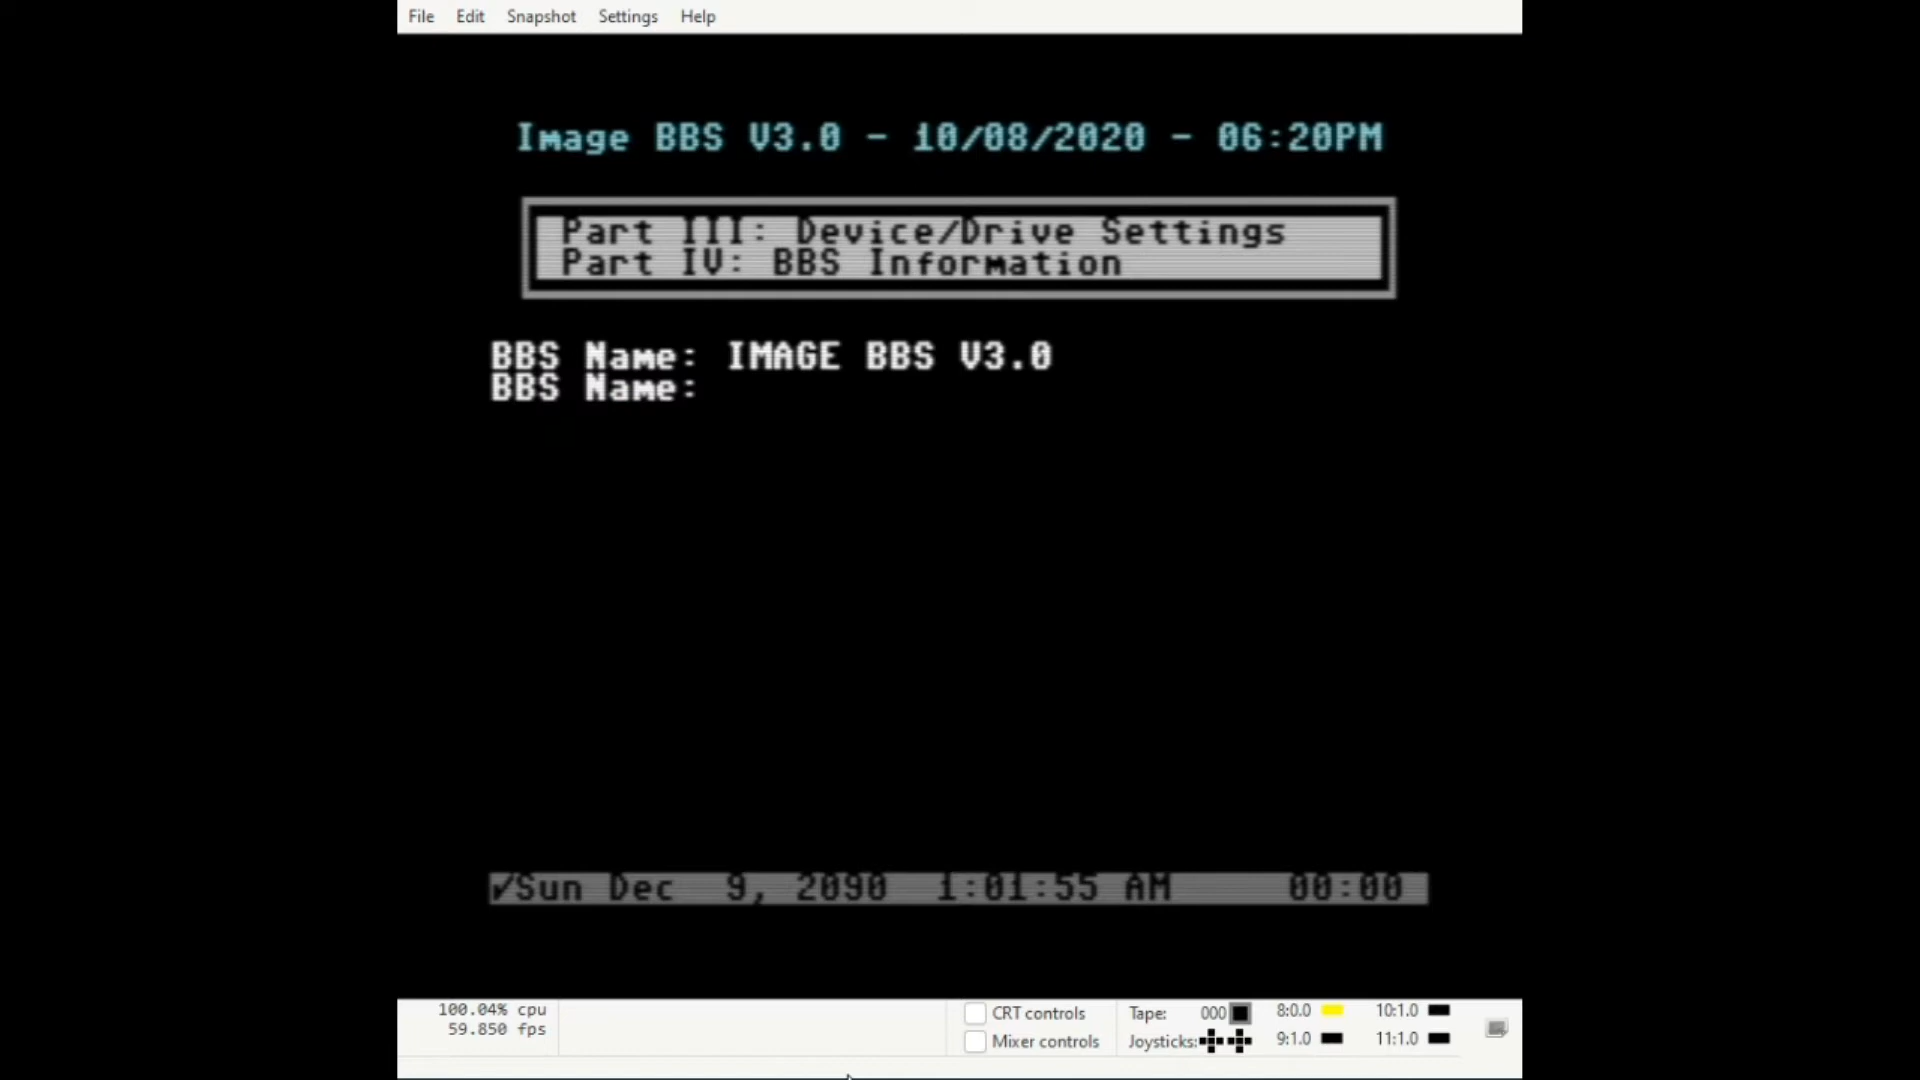 File Edit Snapshot Settings Help
Image BBS V3.0 - 10/08/2020 - 06:20PM
Part III: Device/Drive Settings
Part IV: BBS Information
BBS Name: IMAGE BBS V3.0
BBS Name:
✓Sun Dec  9, 2090  1:01:55 AM     00:00
100.04% cpu
59.850 fps
CRT controls
Mixer controls
Tape: 000
Joysticks:
8:0.0
10:1.0
9:1.0
11:1.0